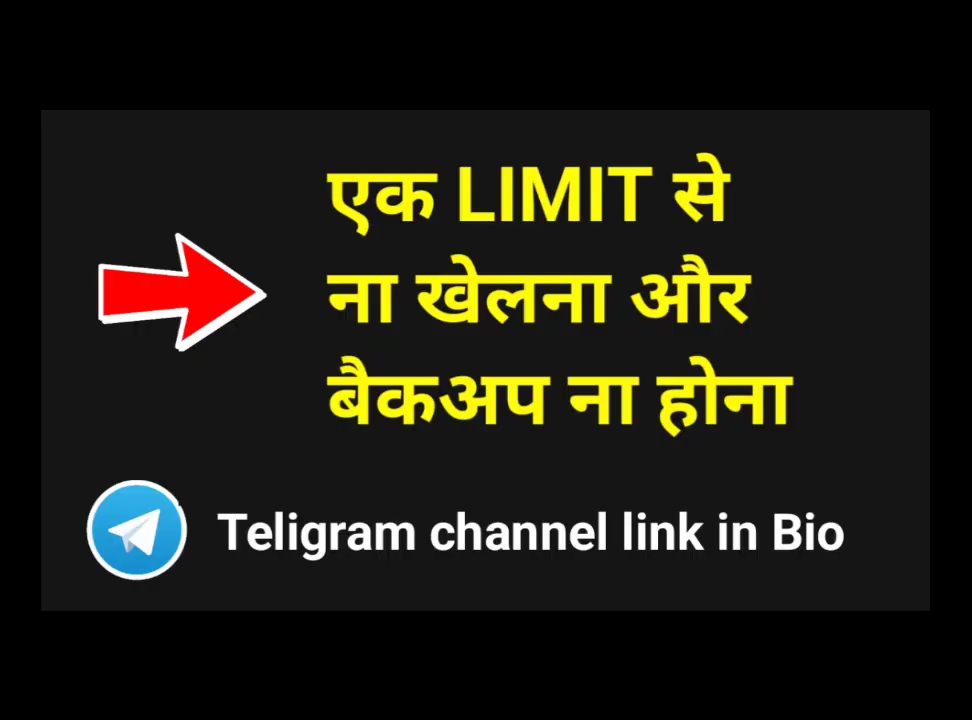 एक LIMIT से
ना खेलना और
बैकअप ना होना
Teligram channel link in Bio